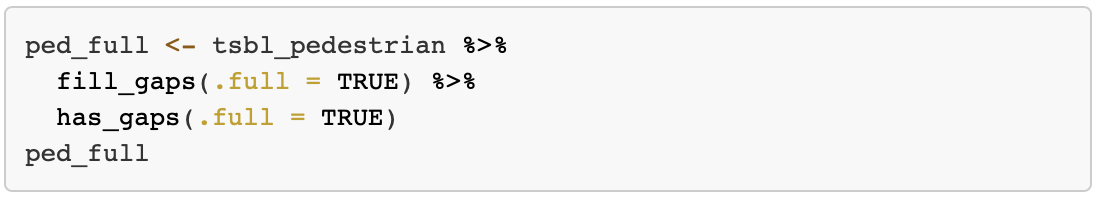 ped_full <- tsbl_pedestrian %>%
  fill_gaps(.full = TRUE) %>%
  has_gaps(.full = TRUE)
ped_full